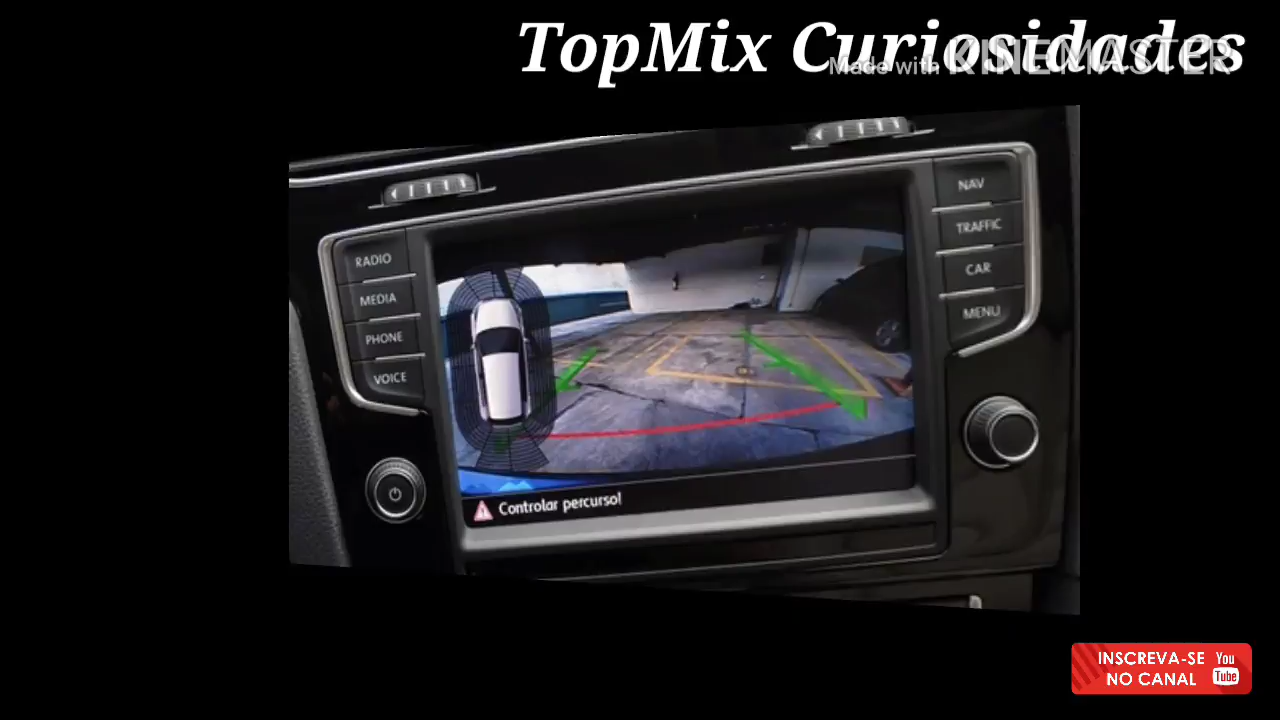 TopMix Curiosidades
Made with KINEMASTER
RADIO
MEDIA
PHONE
VOICE
NAV
TRAFFIC
CAR
MENU
Controlar percurso!
INSCREVA-SE
NO CANAL
You
Tube